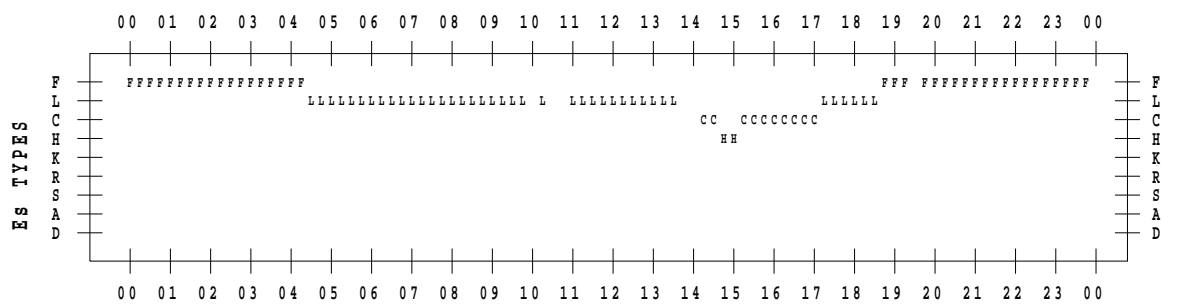 00 01 02 03 04 05 06 07 08 09 10 11 12 13 14 15 16 17 18 19 20 21 22 23 00
F FFFFFFFFFFFFFFFFFF FFF FFFFFFFFFFFFFFFFF F
L LLLLLLLLLLLLLLLLLLLLLL L LLLLLLLLLLL LLLLLL L
C CC CCCCCCCC C
H HH H
K K
R R
S S
A A
D D
Es TYPES
00 01 02 03 04 05 06 07 08 09 10 11 12 13 14 15 16 17 18 19 20 21 22 23 00